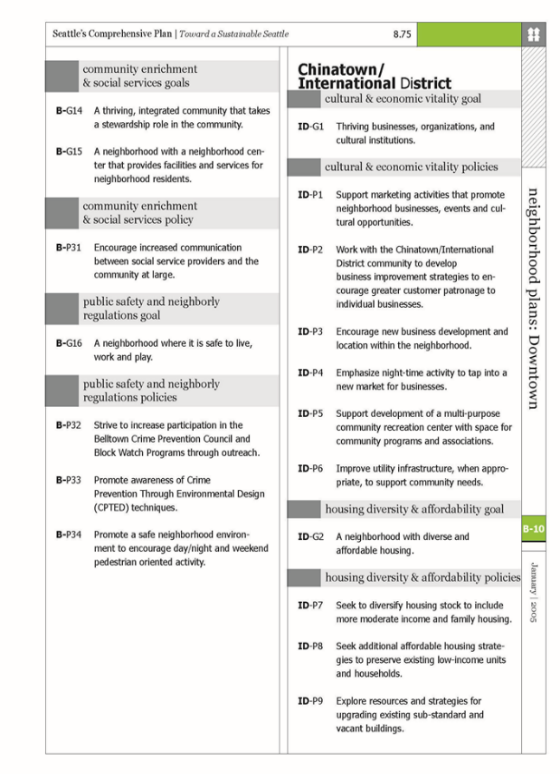 Seattle's Comprehensive Plan | Toward a Sustainable Seattle
8.75
community enrichment
& social services goals
B-G14 A thriving, integrated community that takes
a stewardship role in the community.
B-G15 A neighborhood with a neighborhood cen-
ter that provides facilities and services for
neighborhood residents.
community enrichment
& social services policy
B-P31 Encourage increased communication
between social service providers and the
community at large.
public safety and neighborly
regulations goal
B-G16 A neighborhood where it is safe to live,
work and play.
public safety and neighborly
regulations policies
B-P32 Strive to increase participation in the
Belltown Crime Prevention Council and
Block Watch Programs through outreach.
B-P33 Promote awareness of Crime
Prevention Through Environmental Design
(CPTED) techniques.
B-P34 Promote a safe neighborhood environ-
ment to encourage day/night and weekend
pedestrian oriented activity.
Chinatown/
International District
cultural & economic vitality goal
ID-G1 Thriving businesses, organizations, and
cultural institutions.
cultural & economic vitality policies
ID-P1 Support marketing activities that promote
neighborhood businesses, events and cul-
tural opportunities.
ID-P2 Work with the Chinatown/International
District community to develop
business improvement strategies to en-
courage greater customer patronage to
individual businesses.
ID-P3 Encourage new business development and
location within the neighborhood.
ID-P4 Emphasize night-time activity to tap into a
new market for businesses.
ID-P5 Support development of a multi-purpose
community recreation center with space for
community programs and associations.
ID-P6 Improve utility infrastructure, when appro-
priate, to support community needs.
housing diversity & affordability goal
ID-G2 A neighborhood with diverse and
affordable housing.
housing diversity & affordability policies
ID-P7 Seek to diversify housing stock to include
more moderate income and family housing.
ID-P8 Seek additional affordable housing strate-
gies to preserve existing low-income units
and households.
ID-P9 Explore resources and strategies for
upgrading existing sub-standard and
vacant buildings.
neighborhood plans: Downtown
B-10
January | 2005